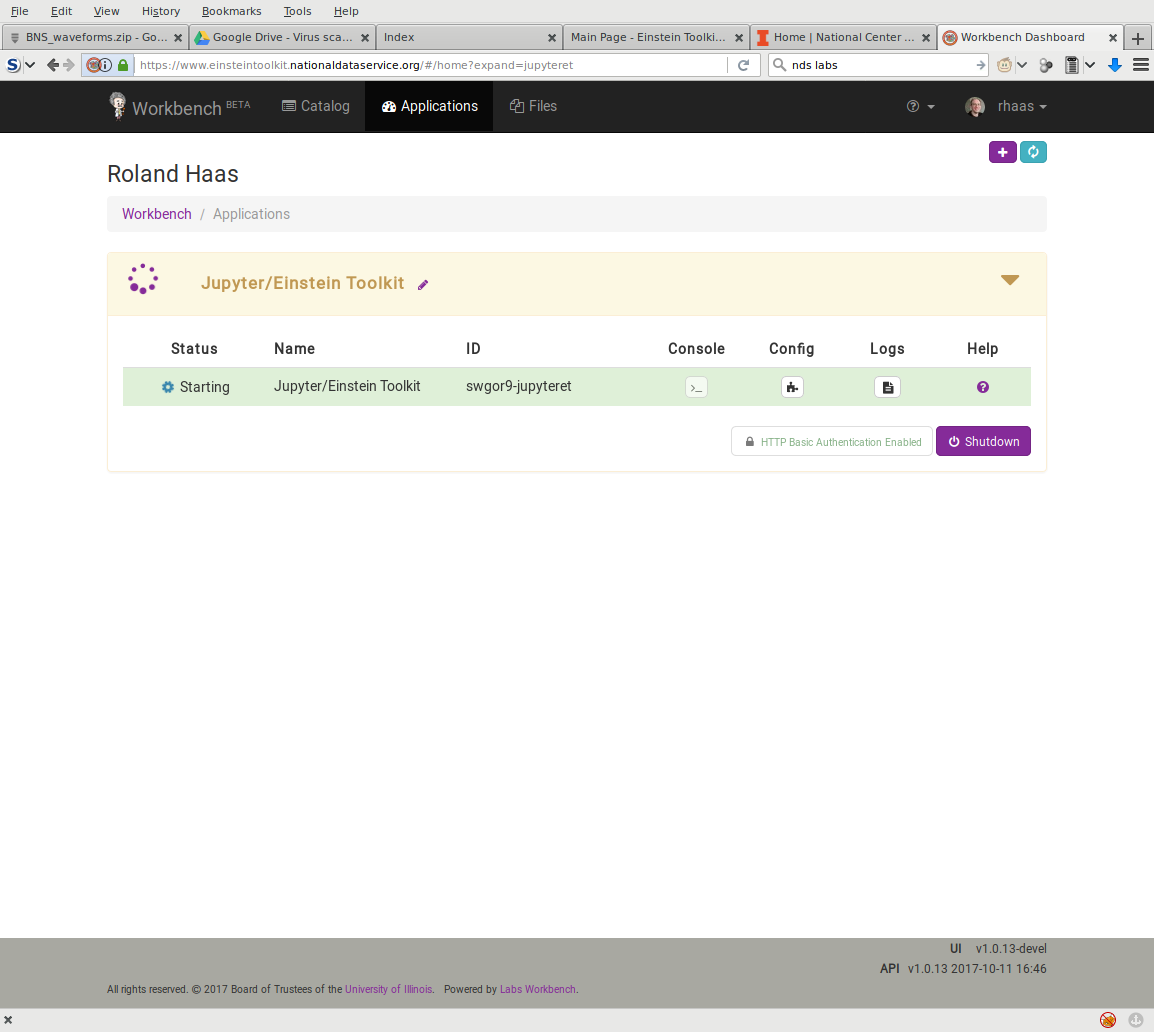 File Edit View History Bookmarks Tools Help
BNS_waveforms.zip - Go... Google Drive - Virus sca... Index Main Page - Einstein Toolki... Home | National Center ... Workbench Dashboard
https://www.einsteintoolkit.nationaldataservice.org/#/home?expand=jupyteret nds labs
Workbench BETA Catalog Applications Files rhaas
Roland Haas
Workbench / Applications
Jupyter/Einstein Toolkit
Status Name ID Console Config Logs Help
Starting Jupyter/Einstein Toolkit swgor9-jupyteret >_
HTTP Basic Authentication Enabled Shutdown
UI v1.0.13-devel
API v1.0.13 2017-10-11 16:46
All rights reserved. © 2017 Board of Trustees of the University of Illinois. Powered by Labs Workbench.